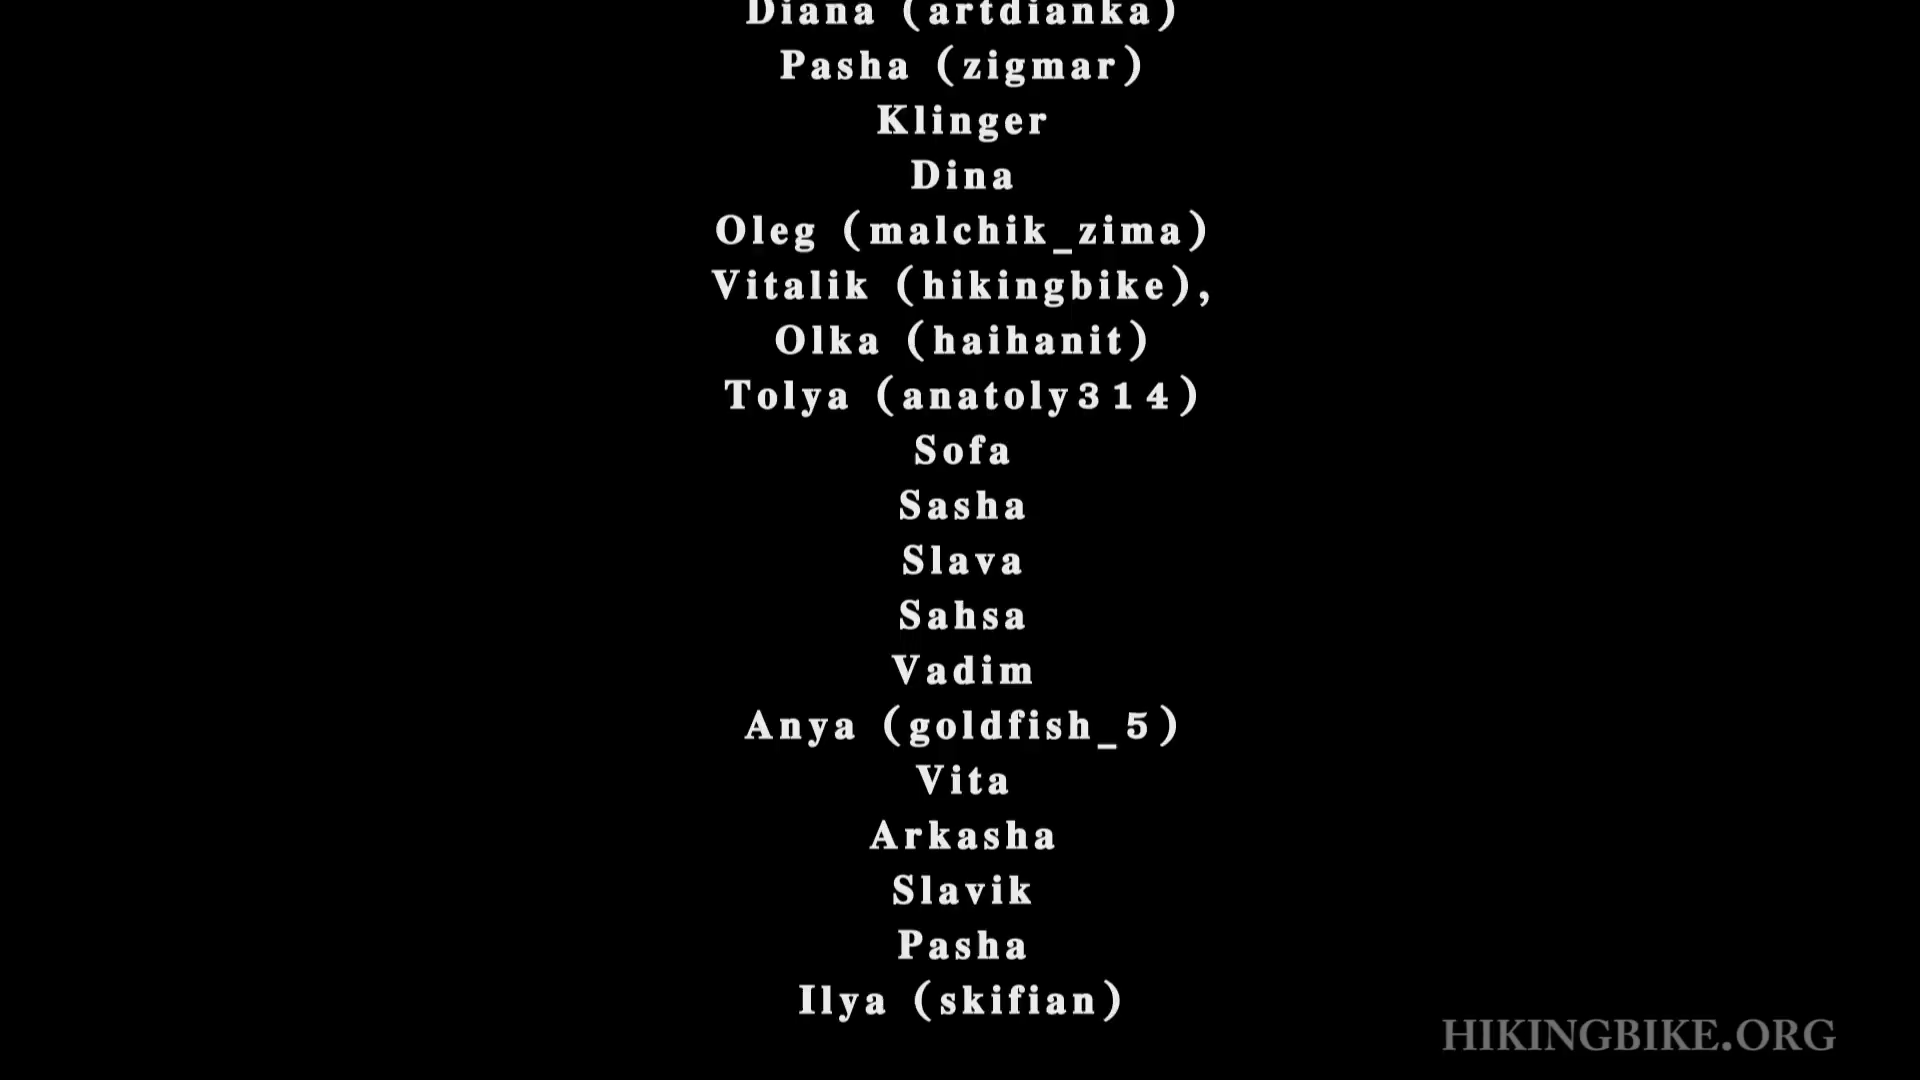 Diana (artdianka)
Pasha (zigmar)
Klinger
Dina
Oleg (malchik_zima)
Vitalik (hikingbike),
Olka (haihanit)
Tolya (anatoly314)
Sofa
Sasha
Slava
Sahsa
Vadim
Anya (goldfish_5)
Vita
Arkasha
Slavik
Pasha
Ilya (skifian)
HIKINGBIKE.ORG